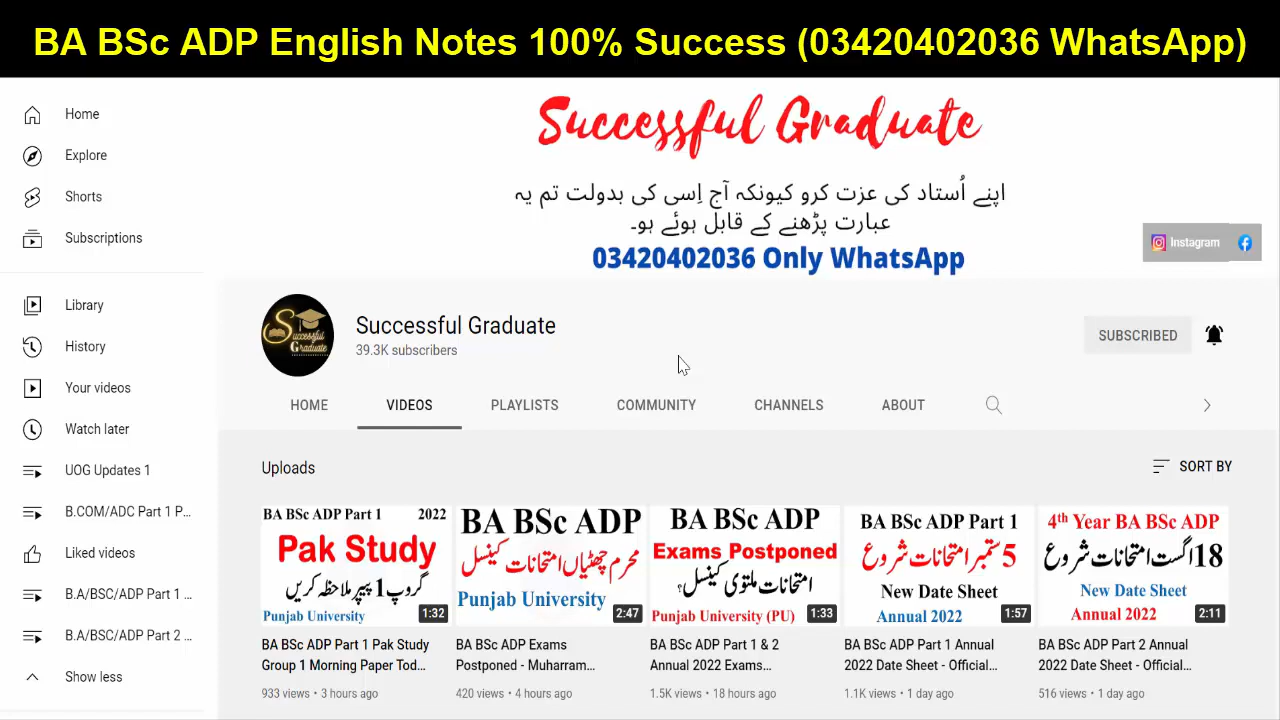 BA BSc ADP English Notes 100% Success (03420402036 WhatsApp)
Home
Explore
Shorts
Subscriptions
Library
History
Your videos
Watch later
UOG Updates 1
B.COM/ADC Part 1 P...
Liked videos
B.A/BSC/ADP Part 1 ...
B.A/BSC/ADP Part 2 ...
Show less
Successful Graduate
اپنے اُستاد کی عزت کرو کیونکہ آج اِسی کی بدولت تم یہ
عبارت پڑھنے کے قابل ہوئے ہو۔
03420402036 Only WhatsApp
Instagram
Successful Graduate
Successful Graduate
39.3K subscribers
SUBSCRIBED
HOME VIDEOS PLAYLISTS COMMUNITY CHANNELS ABOUT
Uploads
SORT BY
BA BSc ADP Part 1 2022
Pak Study
گروپ 1 پیپر ملاحظہ کریں
Punjab University
1:32
BA BSc ADP Part 1 Pak Study
Group 1 Morning Paper Tod...
933 views • 3 hours ago
BA BSc ADP
محرم چھٹیاں امتحانات کینسل
Punjab University
2:47
BA BSc ADP Exams
Postponed - Muharram...
420 views • 4 hours ago
BA BSc ADP
Exams Postponed
امتحانات ملتوی کینسل؟
Punjab University (PU)
1:33
BA BSc ADP Part 1 & 2
Annual 2022 Exams...
1.5K views • 18 hours ago
BA BSc ADP Part 1
5 ستمبر امتحانات شروع
New Date Sheet
Annual 2022
1:57
BA BSc ADP Part 1 Annual
2022 Date Sheet - Official...
1.1K views • 1 day ago
4th Year BA BSc ADP
18 اگست امتحانات شروع
New Date Sheet
Annual 2022
2:11
BA BSc ADP Part 2 Annual
2022 Date Sheet - Official...
516 views • 1 day ago